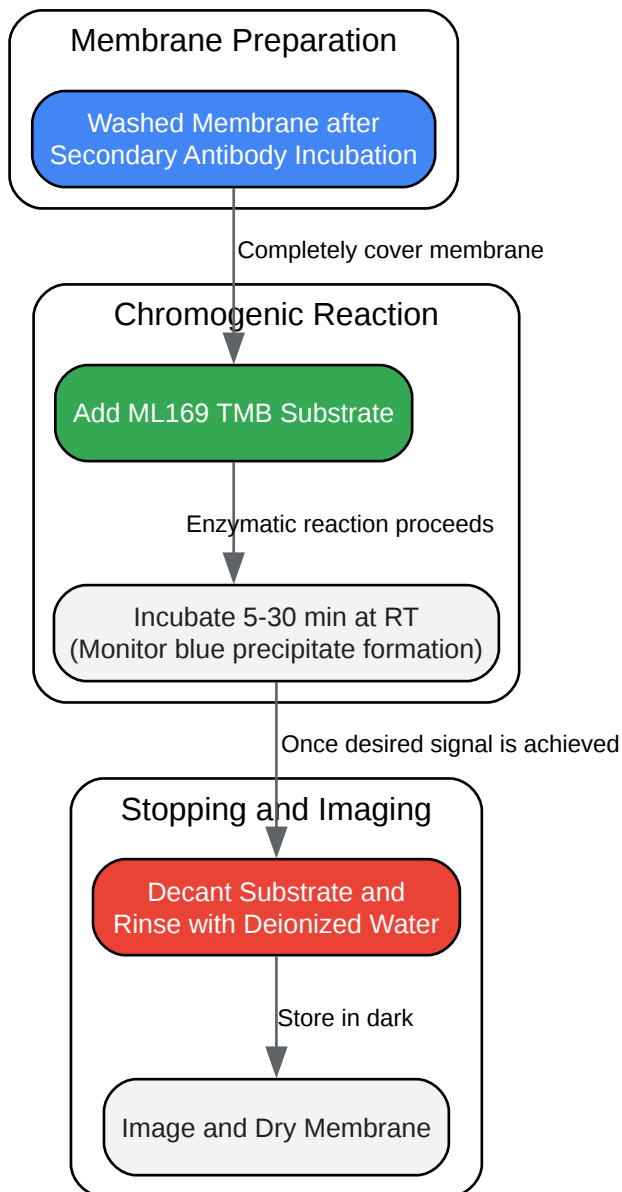 Membrane Preparation
Washed Membrane after
Secondary Antibody Incubation
Completely cover membrane
Chromogenic Reaction
Add ML169 TMB Substrate
Enzymatic reaction proceeds
Incubate 5-30 min at RT
(Monitor blue precipitate formation)
Once desired signal is achieved
Stopping and Imaging
Decant Substrate and
Rinse with Deionized Water
Store in dark
Image and Dry Membrane